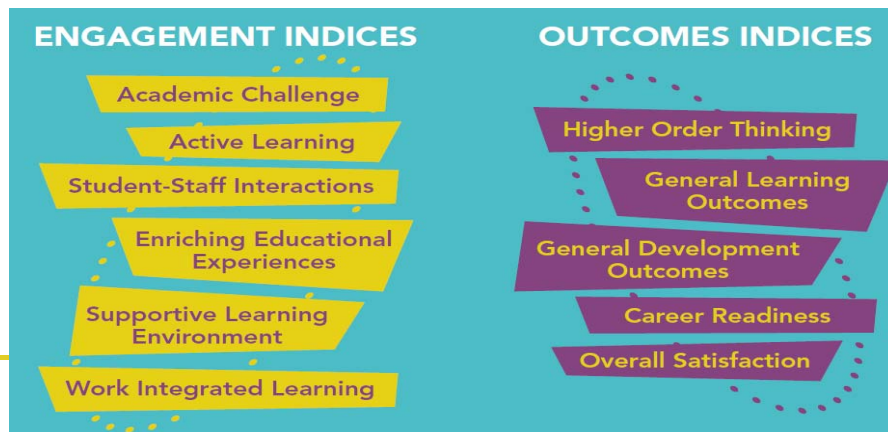 ENGAGEMENT INDICES
Academic Challenge
Active Learning
Student-Staff Interactions
Enriching Educational
Experiences
Supportive Learning
Environment
Work Integrated Learning
OUTCOMES INDICES
Higher Order Thinking
General Learning
Outcomes
General Development
Outcomes
Career Readiness
Overall Satisfaction